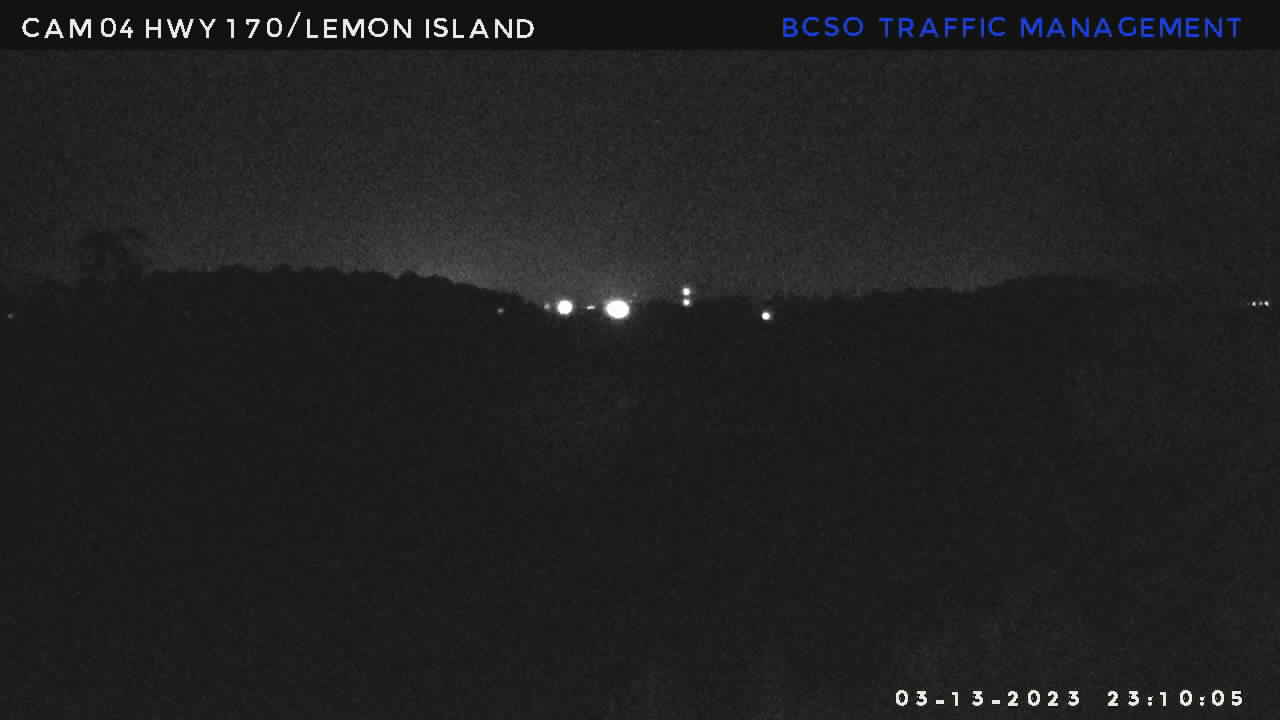 CAM04 HWY 170/LEMON ISLAND
BCSO TRAFFIC MANAGEMENT
03-13-2023 23:10:05